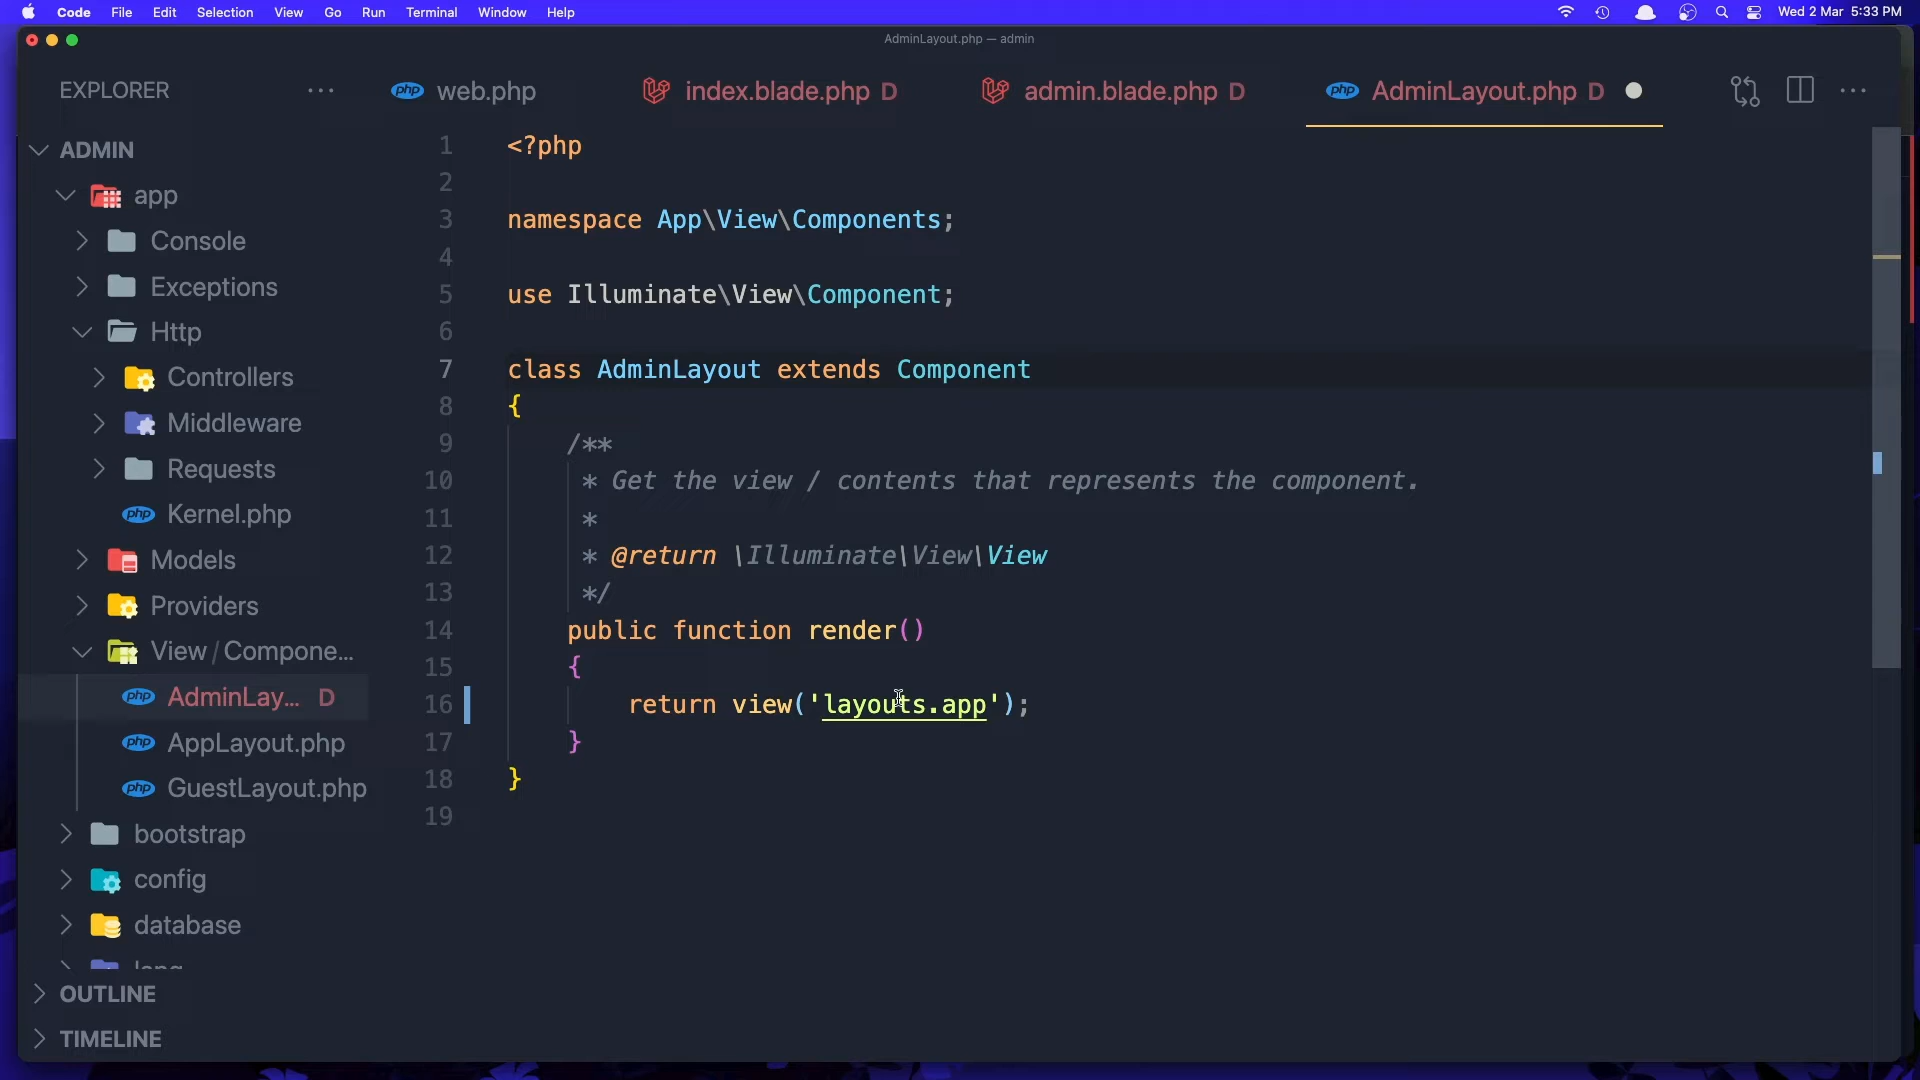 Code File Edit Selection View Go Run Terminal Window Help Wed 2 Mar 5:33 PM
AdminLayout.php — admin
EXPLORER
web.php
index.blade.php D
admin.blade.php D
AdminLayout.php D
ADMIN
app
Console
Exceptions
Http
Controllers
Middleware
Requests
php Kernel.php
Models
Providers
View / Compone...
php AdminLay... D
php AppLayout.php
php GuestLayout.php
bootstrap
config
database
lang
OUTLINE
TIMELINE
1 <?php
2
3 namespace App\View\Components;
4
5 use Illuminate\View\Component;
6
7 class AdminLayout extends Component
8 {
9 /**
10 * Get the view / contents that represents the component.
11 *
12 * @return \Illuminate\View\View
13 */
14 public function render()
15 {
16 return view('layouts.app');
17 }
18 }
19